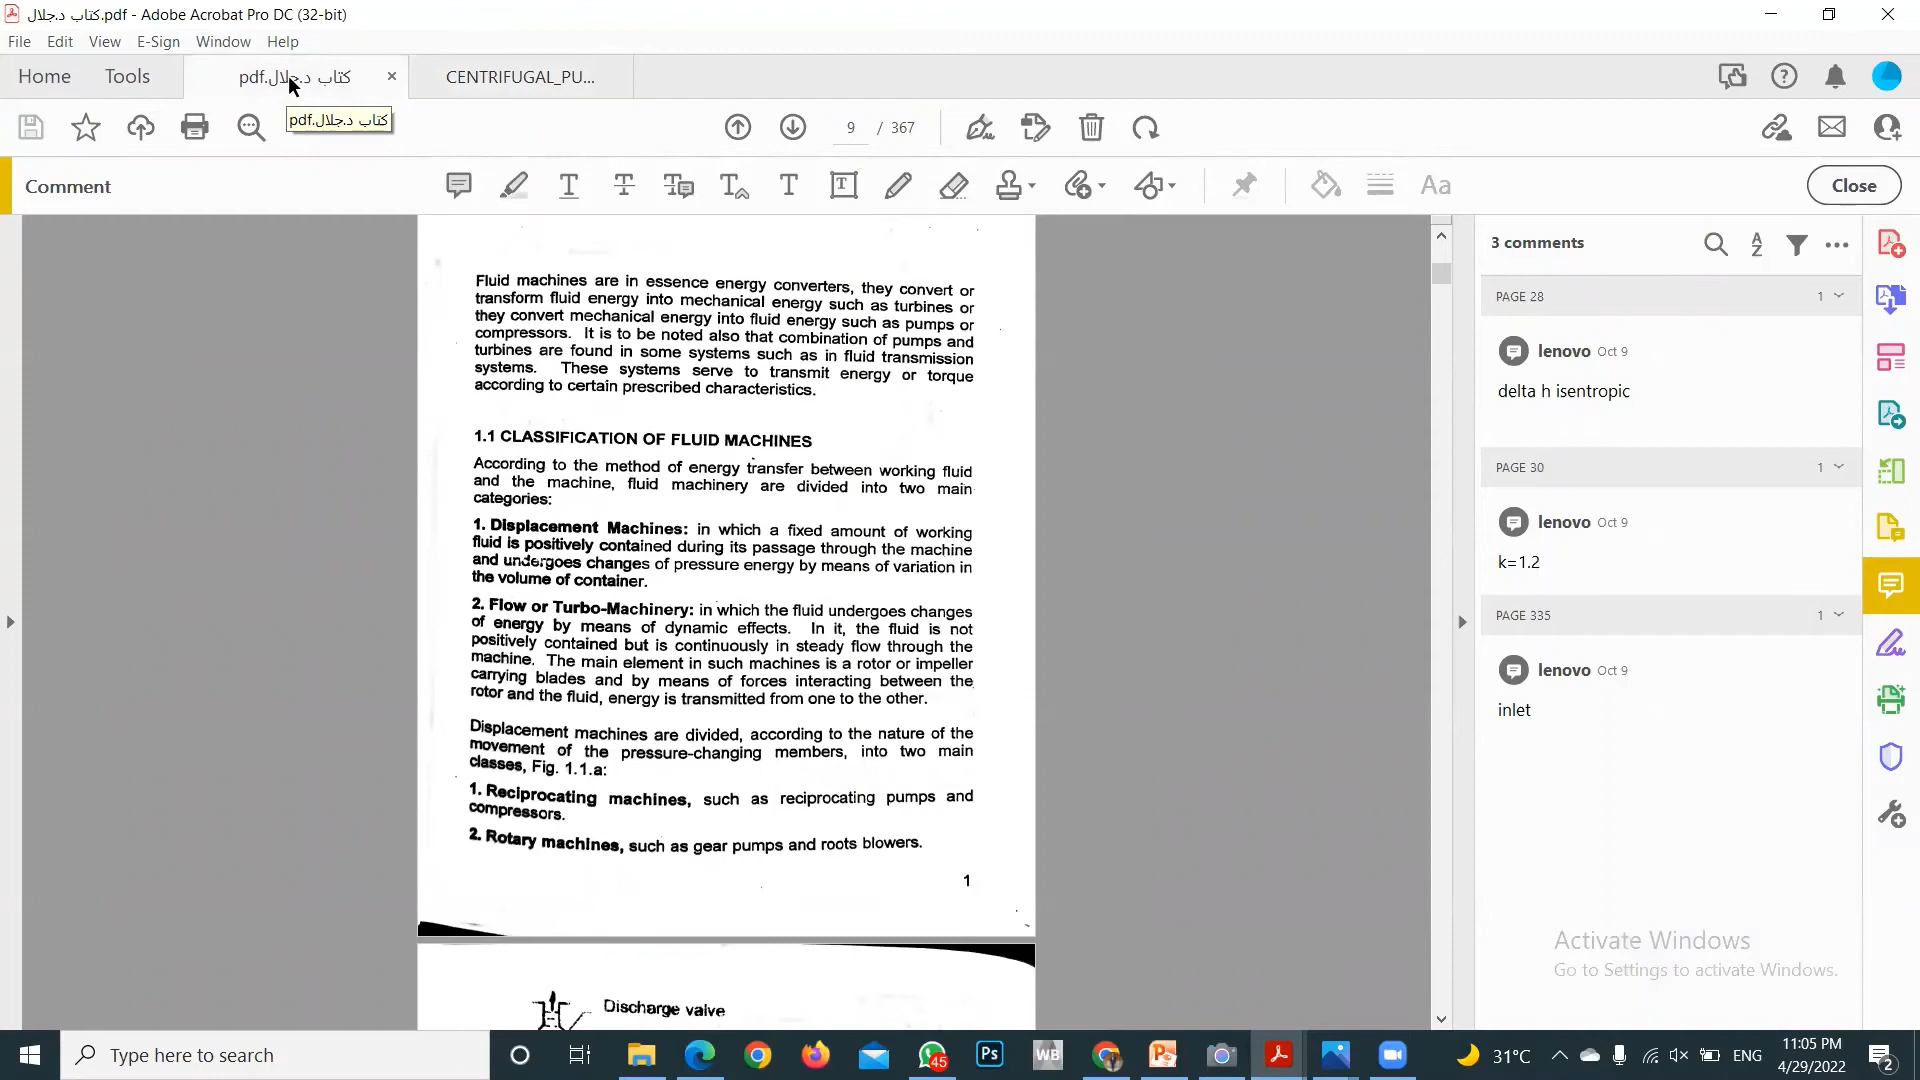 كتاب د.جلال.pdf - Adobe Acrobat Pro DC (32-bit)
File Edit View E-Sign Window Help
Home Tools كتاب د.جلال.pdf × CENTRIFUGAL_PU...
كتاب د.جلال.pdf
9 / 367
Comment
Close
Fluid machines are in essence energy converters, they convert or
transform fluid energy into mechanical energy such as turbines or
they convert mechanical energy into fluid energy such as pumps or
compressors. It is to be noted also that combination of pumps and
turbines are found in some systems such as in fluid transmission
systems. These systems serve to transmit energy or torque
according to certain prescribed characteristics.
1.1 CLASSIFICATION OF FLUID MACHINES
According to the method of energy transfer between working fluid
and the machine, fluid machinery are divided into two main
categories:
1. Displacement Machines: in which a fixed amount of working
fluid is positively contained during its passage through the machine
and undergoes changes of pressure energy by means of variation in
the volume of container.
2. Flow or Turbo-Machinery: in which the fluid undergoes changes
of energy by means of dynamic effects. In it, the fluid is not
positively contained but is continuously in steady flow through the
machine. The main element in such machines is a rotor or impeller
carrying blades and by means of forces interacting between the
rotor and the fluid, energy is transmitted from one to the other.
Displacement machines are divided, according to the nature of the
movement of the pressure-changing members, into two main
classes, Fig. 1.1.a:
1. Reciprocating machines, such as reciprocating pumps and
compressors.
2. Rotary machines, such as gear pumps and roots blowers.
1
Discharge valve
3 comments
PAGE 28 1
lenovo Oct 9
delta h isentropic
PAGE 30 1
lenovo Oct 9
k=1.2
PAGE 335 1
lenovo Oct 9
inlet
Activate Windows
Go to Settings to activate Windows.
Type here to search
45
Ps
WB
31°C
ENG
11:05 PM
4/29/2022
2